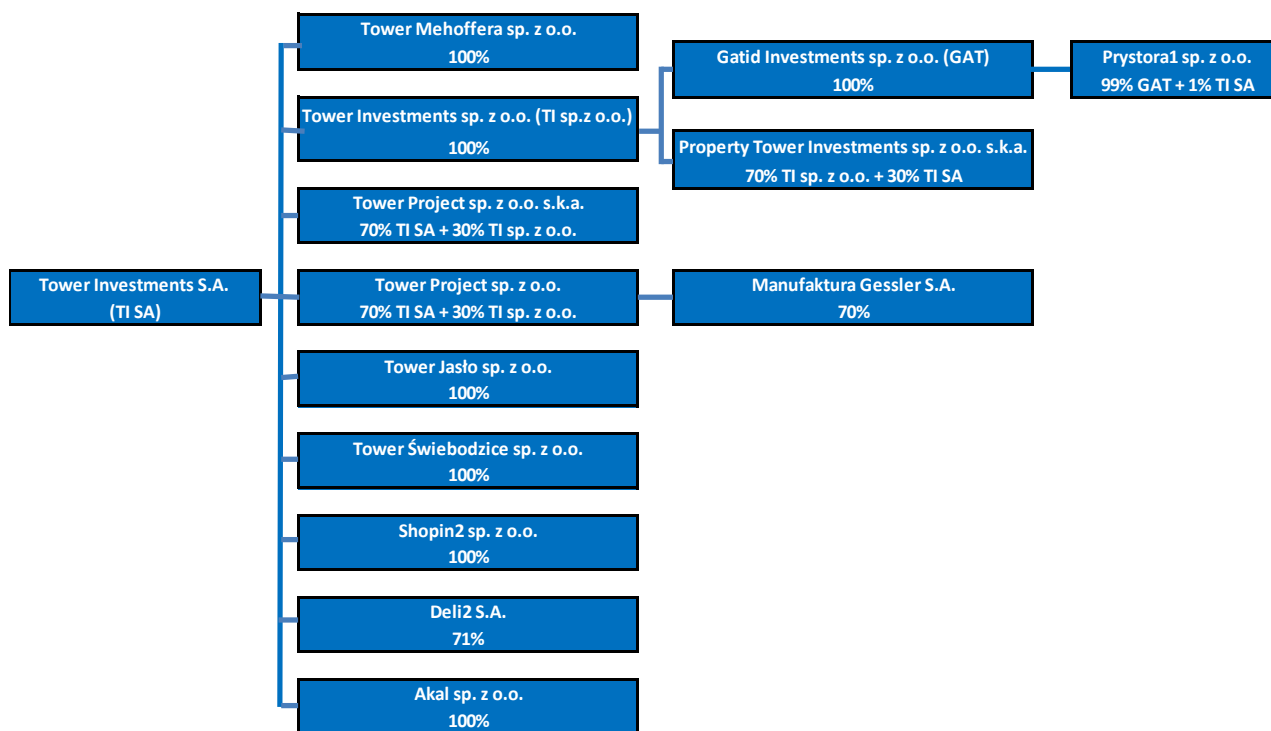 Tower Mehoffera sp. z o.o.
100%
Gatid Investments sp. z o.o. (GAT)
100%
Prystora1 sp. z o.o.
99% GAT + 1% TI SA
Tower Investments sp. z o.o. (TI sp.z o.o.)
100%
Property Tower Investments sp. z o.o. s.k.a.
70% TI sp. z o.o. + 30% TI SA
Tower Project sp. z o.o. s.k.a.
70% TI SA + 30% TI sp. z o.o.
Tower Investments S.A.
(TI SA)
Tower Project sp. z o.o.
70% TI SA + 30% TI sp. z o.o.
Manufaktura Gessler S.A.
70%
Tower Jasło sp. z o.o.
100%
Tower Świebodzice sp. z o.o.
100%
Shopin2 sp. z o.o.
100%
Deli2 S.A.
71%
Akal sp. z o.o.
100%